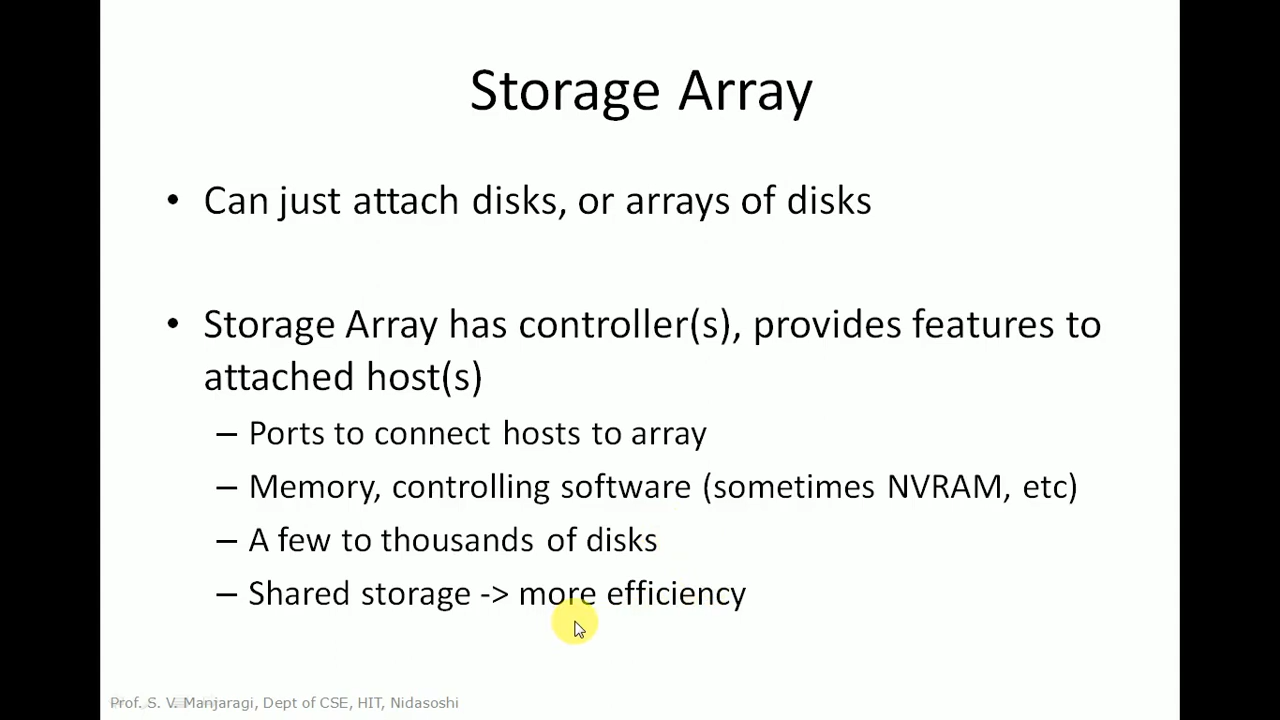 Storage Array
• Can just attach disks, or arrays of disks
• Storage Array has controller(s), provides features to
attached host(s)
– Ports to connect hosts to array
– Memory, controlling software (sometimes NVRAM, etc)
– A few to thousands of disks
– Shared storage -> more efficiency
Prof. S. V. Manjaragi, Dept of CSE, HIT, Nidasoshi